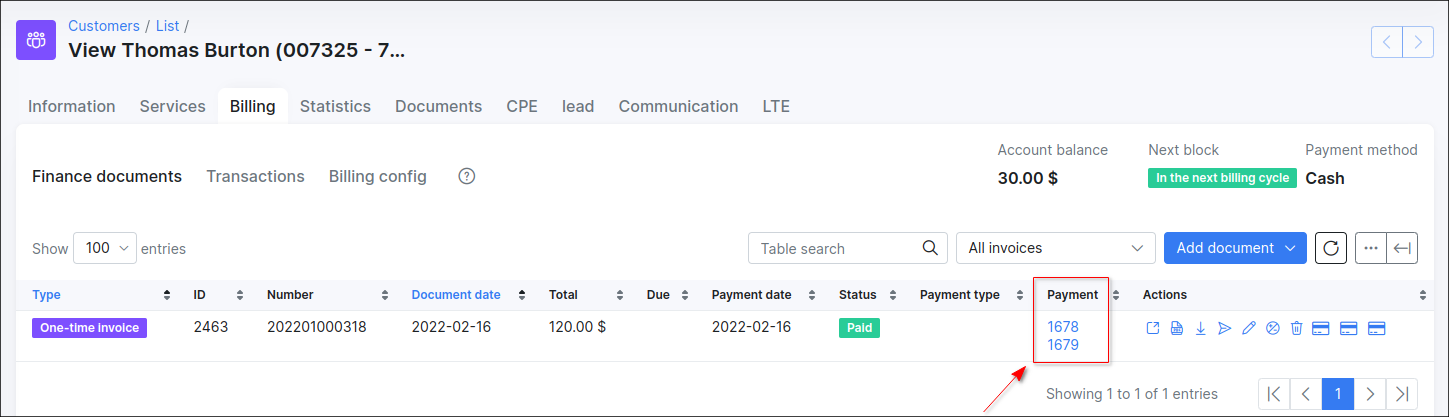 Customers / List /
View Thomas Burton (007325 - 7...
Information Services Billing Statistics Documents CPE lead Communication LTE
Account balance Next block Payment method
Finance documents Transactions Billing config ?
30.00 $ In the next billing cycle Cash
Show 100 entries Table search All invoices Add document ...
Type ID Number Document date Total Due Payment date Status Payment type Payment Actions
One-time invoice 2463 202201000318 2022-02-16 120.00 $ 2022-02-16 Paid 1678
1679
Showing 1 to 1 of 1 entries 1